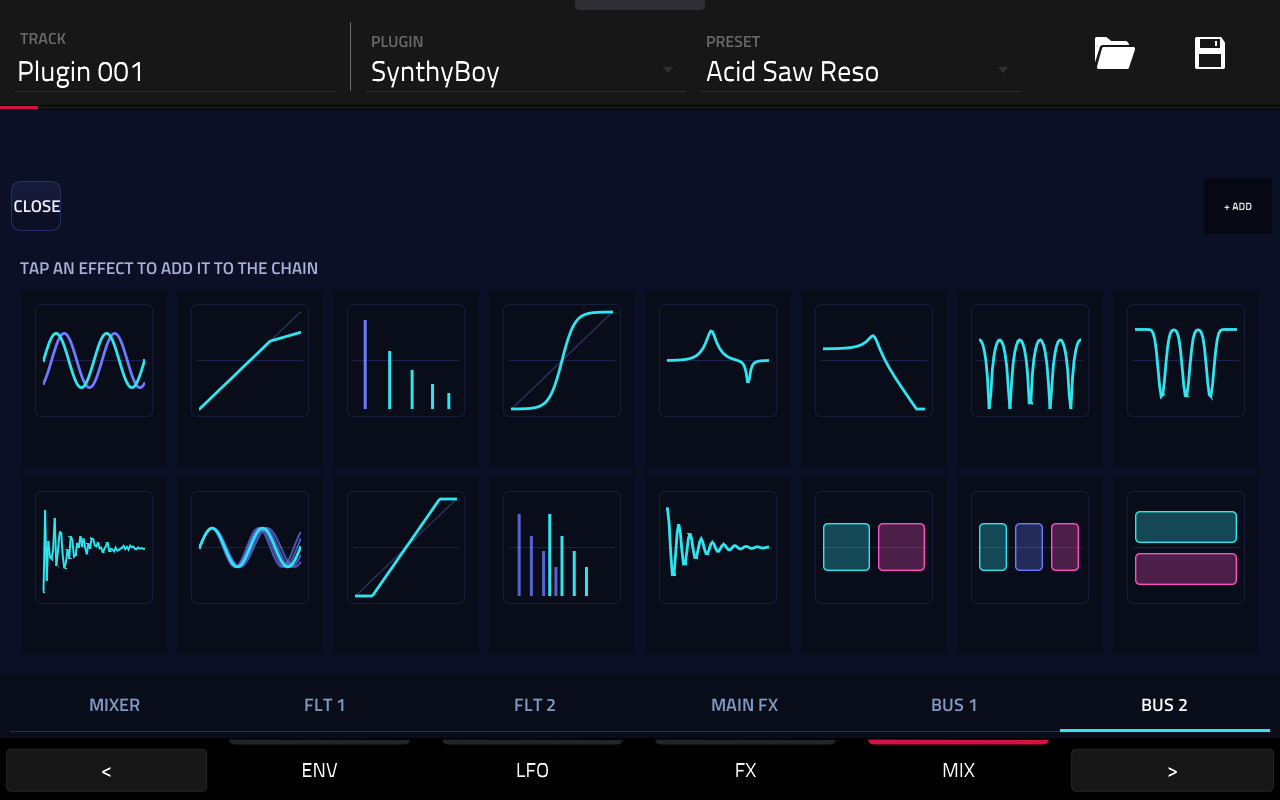 TRACK
Plugin 001
PLUGIN
SynthyBoy
PRESET
Acid Saw Reso
CLOSE
+ ADD
TAP AN EFFECT TO ADD IT TO THE CHAIN
MIXER
FLT 1
FLT 2
MAIN FX
BUS 1
BUS 2
<
ENV
LFO
FX
MIX
>